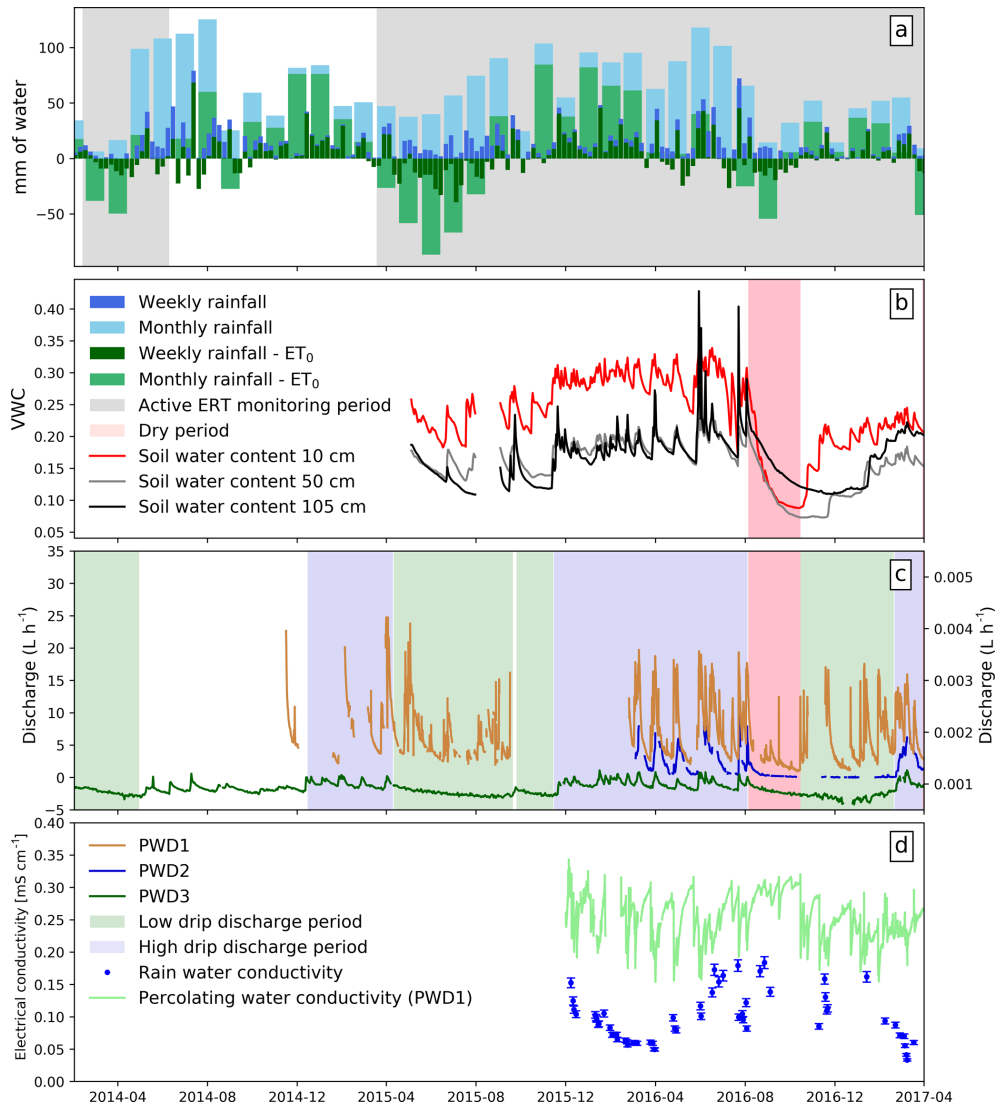 a
mm of water
100
50
0
−50
b
VWC
0.40
0.35
0.30
0.25
0.20
0.15
0.10
0.05
Weekly rainfall
Monthly rainfall
Weekly rainfall - ET0
Monthly rainfall - ET0
Active ERT monitoring period
Dry period
Soil water content 10 cm
Soil water content 50 cm
Soil water content 105 cm
c
Discharge (L h-1)
35
30
25
20
15
10
5
0
−5
0.005
0.004
0.003
0.002
0.001
Discharge (L h-1)
d
Electrical conductivity [mS cm-1]
0.40
0.35
0.30
0.25
0.20
0.15
0.10
0.05
0.00
PWD1
PWD2
PWD3
Low drip discharge period
High drip discharge period
Rain water conductivity
Percolating water conductivity (PWD1)
2014-04 2014-08 2014-12 2015-04 2015-08 2015-12 2016-04 2016-08 2016-12 2017-04